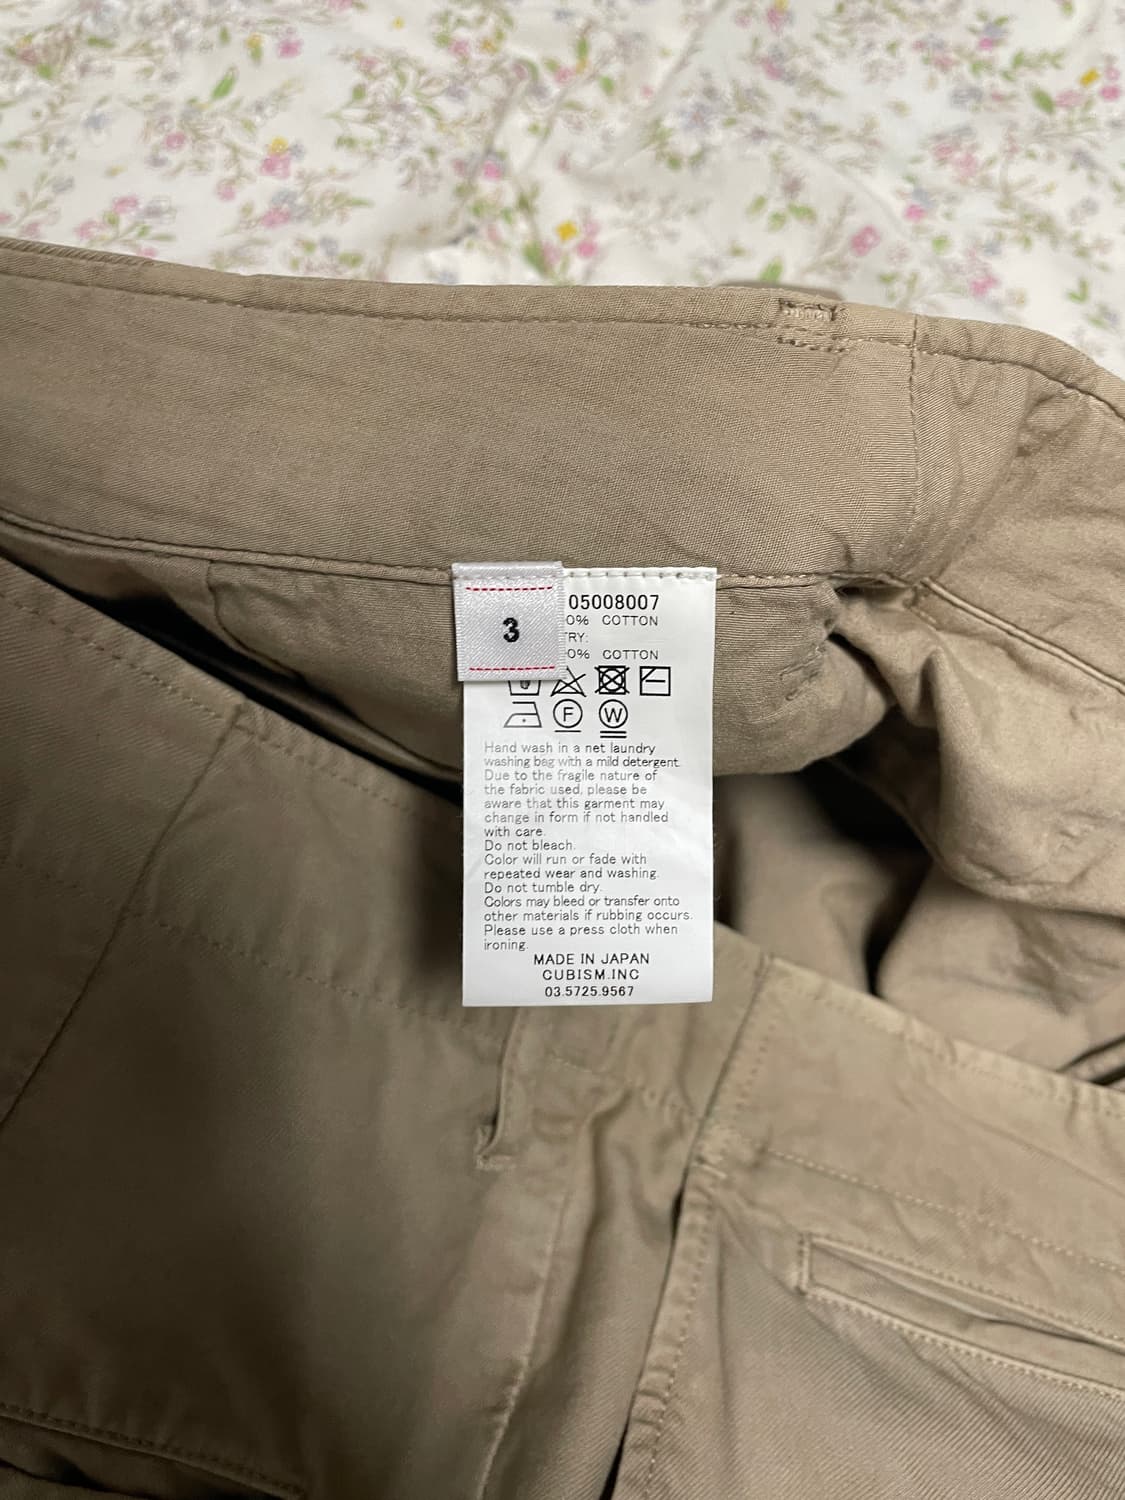 3
05008007
0% COTTON
TRY:
00% COTTON
F W
Hand wash in a net laundry
washing bag with a mild detergent.
Due to the fragile nature of
the fabric used, please be
aware that this garment may
change in form if not handled
with care.
Do not bleach.
Color will run or fade with
repeated wear and washing.
Do not tumble dry.
Colors may bleed or transfer onto
other materials if rubbing occurs.
Please use a press cloth when
ironing.
MADE IN JAPAN
CUBISM.INC
03.5725.9567